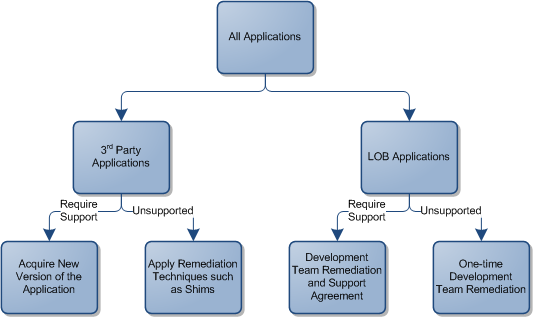 All Applications
3rd Party
Applications
LOB Applications
Require
Support
Unsupported
Require
Support
Unsupported
Acquire New
Version of the
Application
Apply Remediation
Techniques such
as Shims
Development
Team Remediation
and Support
Agreement
One-time
Development
Team Remediation